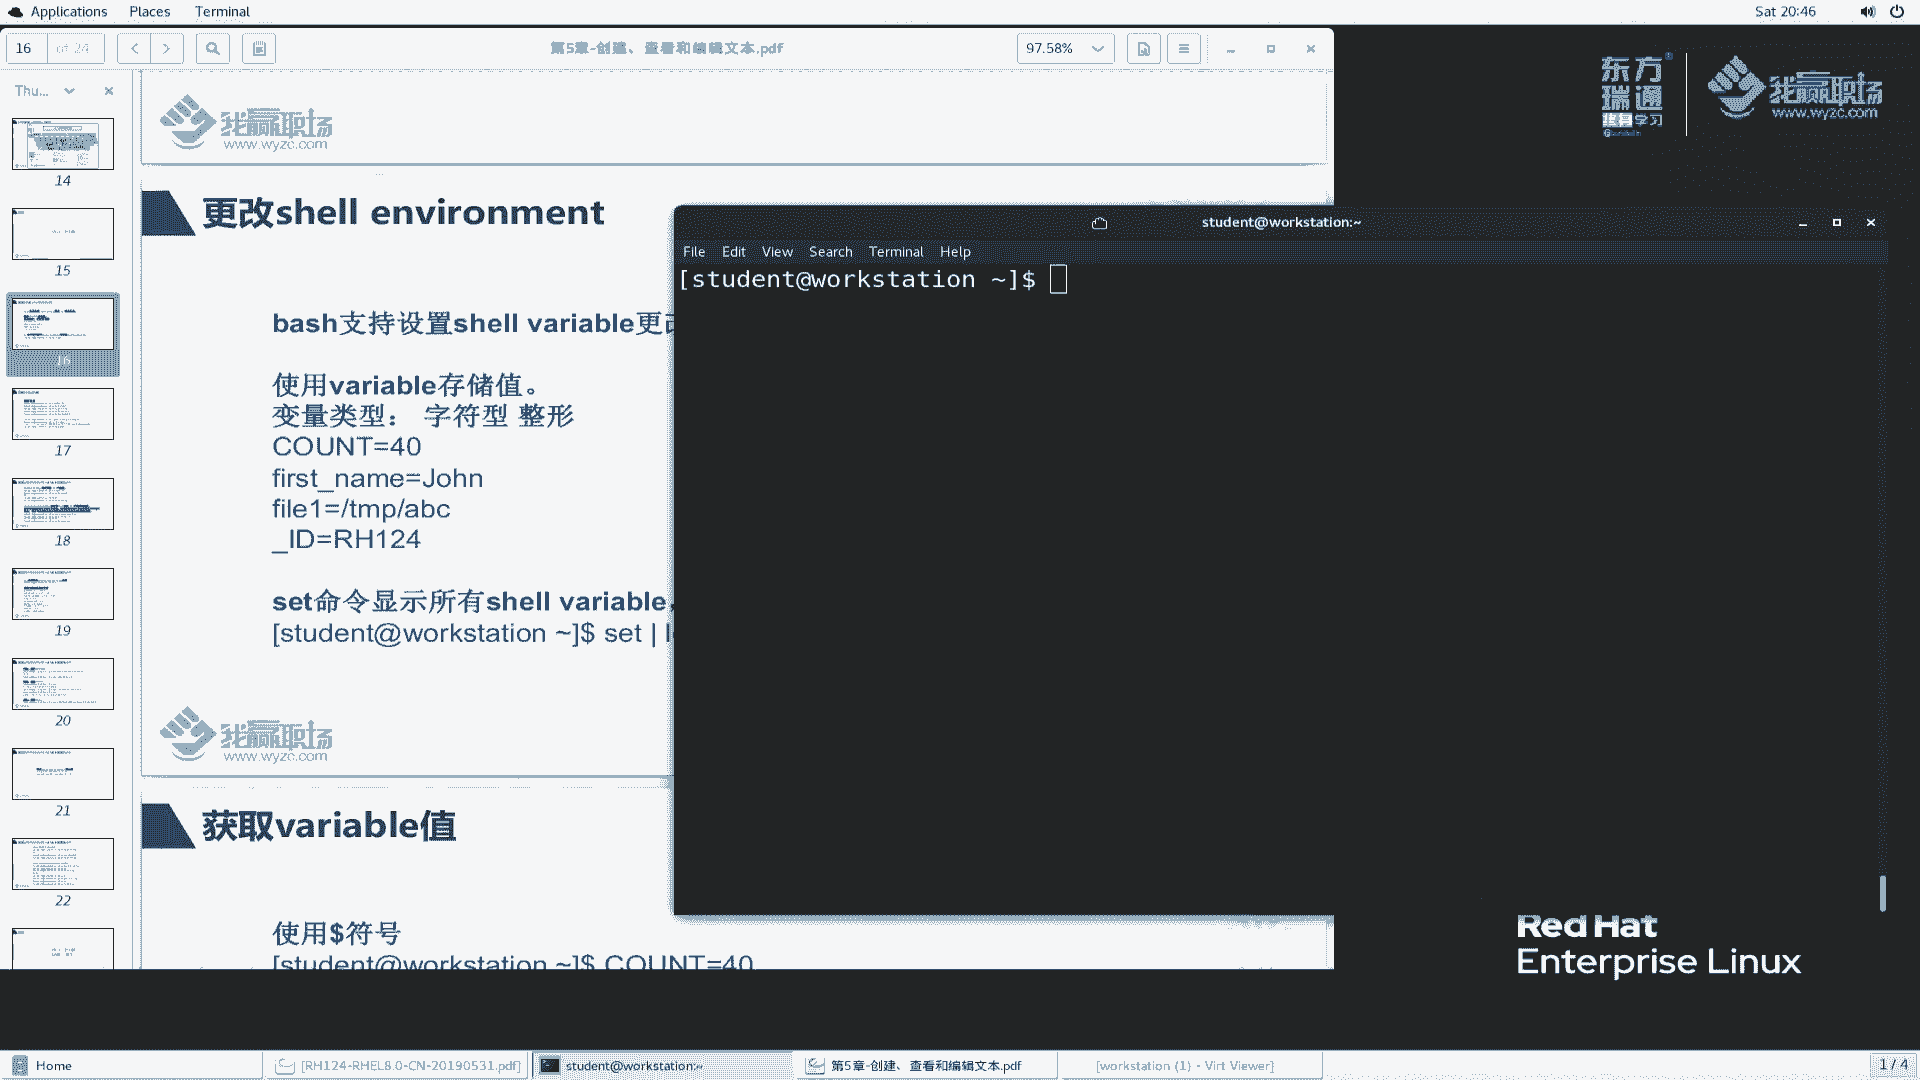 Applications Places Terminal Sat 20:46
16 of 24 第5章-创建、查看和编辑文本.pdf 97.58%
Thu...
14
15
16
17
18
19
20
21
22
我赢职场
www.wyzc.com
更改shell environment
bash支持设置shell variable更
使用variable存储值。
变量类型： 字符型 整形
COUNT=40
first_name=John
file1=/tmp/abc
_ID=RH124
set命令显示所有shell variable,
[student@workstation ~]$ set | l
我赢职场
www.wyzc.com
获取variable值
使用$符号
[student@workstation ~]$ COUNT=40
student@workstation:~
File Edit View Search Terminal Help
[student@workstation ~]$
东方
瑞通
终身学习
我赢职场
www.wyzc.com
Red Hat
Enterprise Linux
Home [RH124-RHEL8.0-CN-20190531.pdf] student@workstation:~ 第5章-创建、查看和编辑文本.pdf [workstation (1) - Virt Viewer] 1 / 4